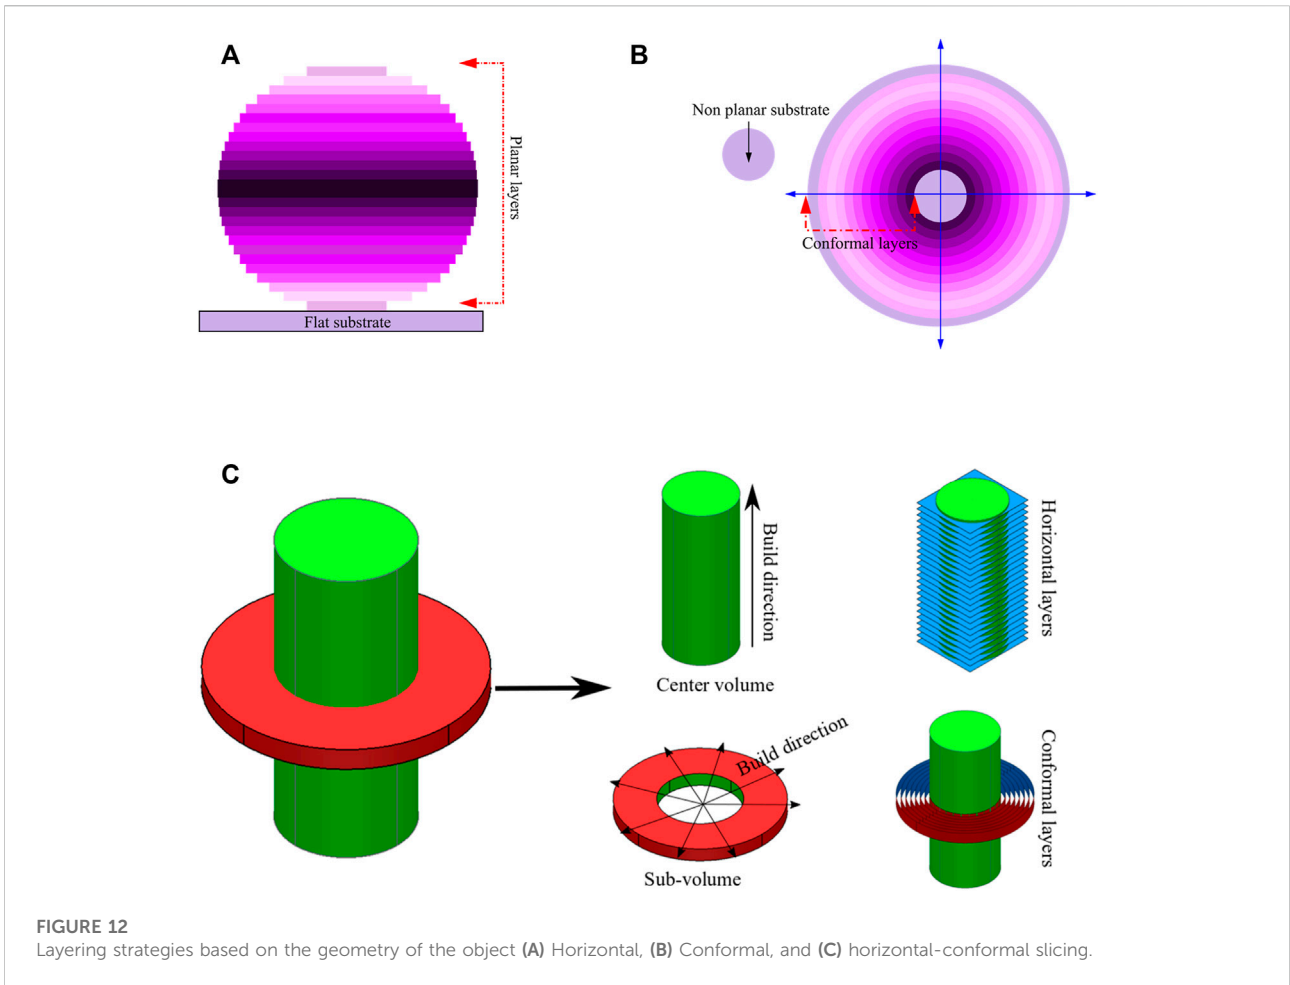 A
Planar layers
Flat substrate
B
Non planar substrate
Conformal layers
C
Build direction
Center volume
Horizontal layers
Build direction
Sub-volume
Conformal layers
FIGURE 12
Layering strategies based on the geometry of the object (A) Horizontal, (B) Conformal, and (C) horizontal-conformal slicing.